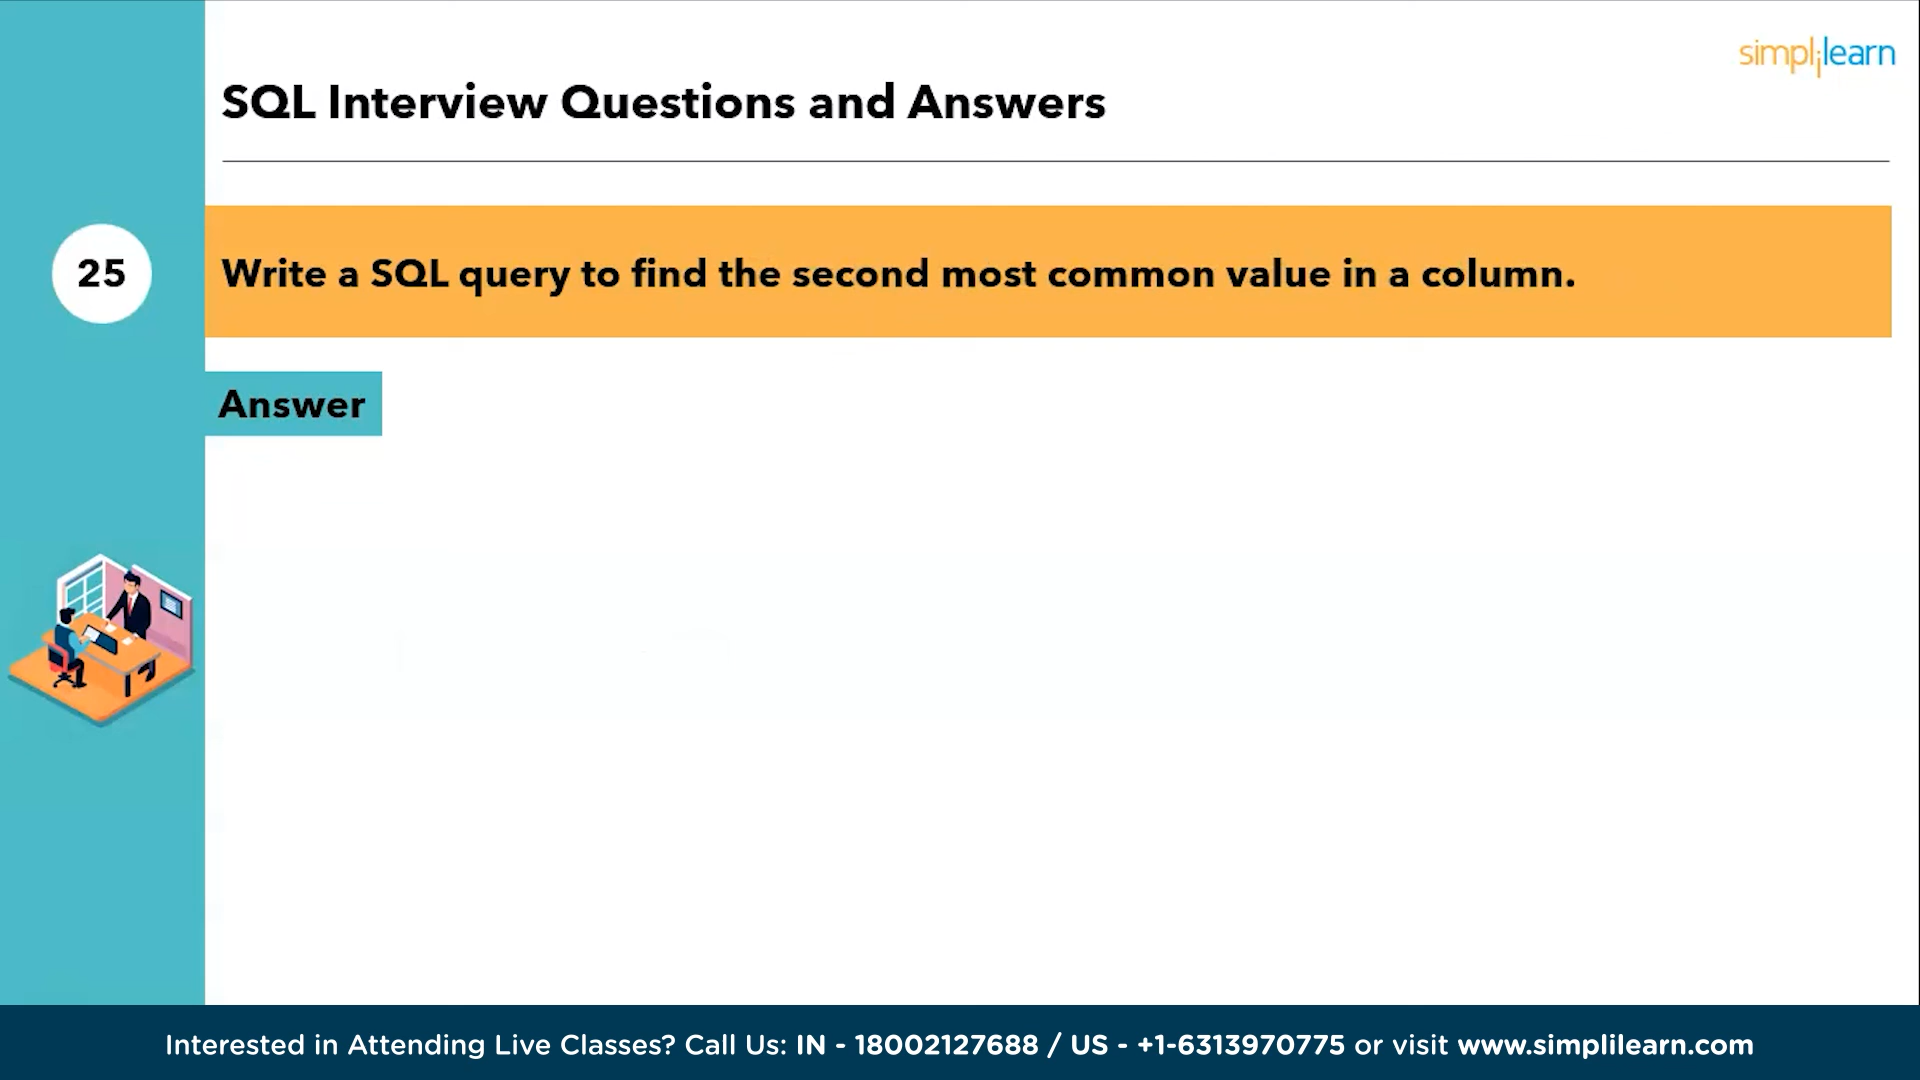 simplilearn
SQL Interview Questions and Answers
25
Write a SQL query to find the second most common value in a column.
Answer
Interested in Attending Live Classes? Call Us: IN - 18002127688 / US - +1-6313970775 or visit www.simplilearn.com